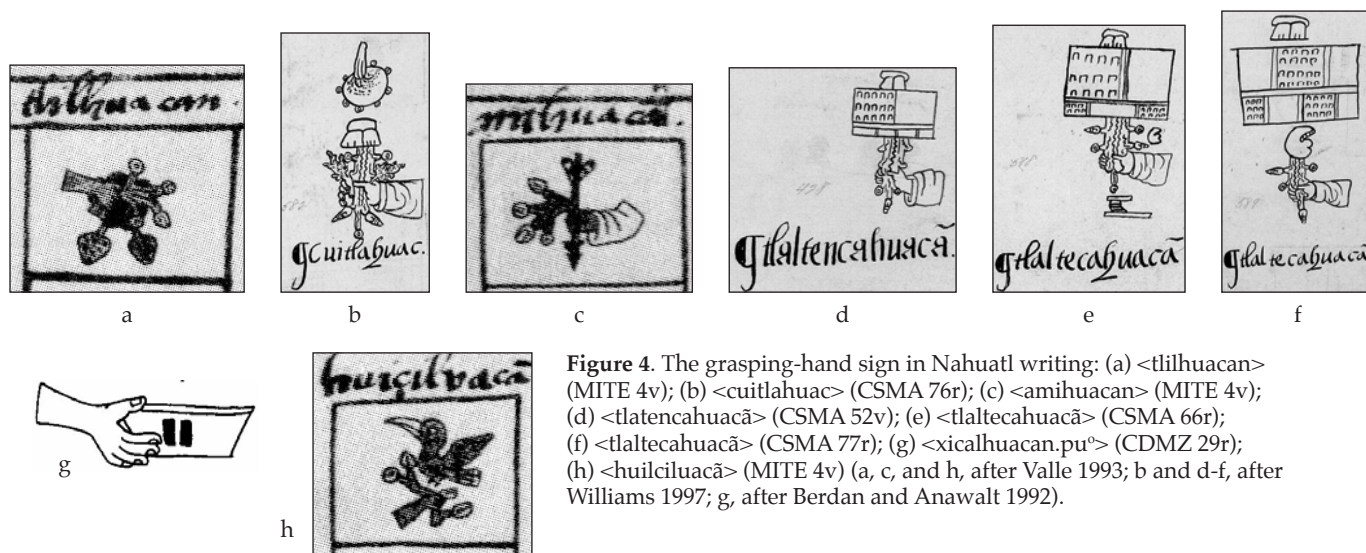 tlilhuacan.
a
¶cuitlahuac.
b
c
¶tlaltencahuacã.
d
¶tlaltecahuacã
e
¶tlaltecahuacã
f
g
huiçilvacã
h
Figure 4. The grasping-hand sign in Nahuatl writing: (a) <tlilhuacan>
(MITE 4v); (b) <cuitlahuac> (CSMA 76r); (c) <amihuacan> (MITE 4v);
(d) <tlatencahuacã> (CSMA 52v); (e) <tlaltecahuacã> (CSMA 66r);
(f) <tlaltecahuacã> (CSMA 77r); (g) <xicalhuacan.puº> (CDMZ 29r);
(h) <huilciluacã> (MITE 4v) (a, c, and h, after Valle 1993; b and d-f, after
Williams 1997; g, after Berdan and Anawalt 1992).